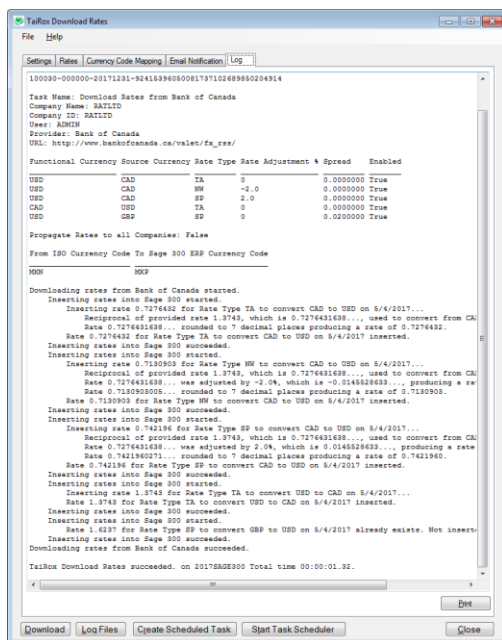 TaiRox Download Rates
File Help
Settings Rates Currency Code Mapping Email Notification Log
100030-000000-20171231-92415396050081737102689850204914
Task Name: Download Rates from Bank of Canada
Company Name: RATLTD
Company ID: RATLTD
User: ADMIN
Provider: Bank of Canada
URL: http://www.bankofcanada.ca/valet/fx_rss/
Functional Currency Source Currency Rate Type Rate Adjustment % Spread Enabled
USD CAD TA 0 0.0000000 True
USD CAD NW -2.0 0.0000000 True
USD CAD SP 2.0 0.0000000 True
CAD USD TA 0 0.0000000 True
USD GBP SP 0 0.0200000 True
Propagate Rates to all Companies: False
From ISO Currency Code To Sage 300 ERP Currency Code
MXN MXP
Downloading rates from Bank of Canada started.
Inserting rates into Sage 300 started.
Inserting rate 0.7276432 for Rate Type TA to convert CAD to USD on 5/4/2017...
Reciprocal of provided rate 1.3743, which is 0.7276431638..., used to convert from CA
Rate 0.7276431638... rounded to 7 decimal places producing a rate of 0.7276432.
Rate 0.7276432 for Rate Type TA to convert CAD to USD on 5/4/2017 inserted.
Inserting rates into Sage 300 succeeded.
Inserting rates into Sage 300 started.
Inserting rate 0.7130903 for Rate Type NW to convert CAD to USD on 5/4/2017...
Reciprocal of provided rate 1.3743, which is 0.7276431638..., used to convert from CA
Rate 0.7276431638... was adjusted by -2.0%, which is -0.0145528633..., producing a ra
Rate 0.7130903005... rounded to 7 decimal places producing a rate of 0.7130903.
Rate 0.7130903 for Rate Type NW to convert CAD to USD on 5/4/2017 inserted.
Inserting rates into Sage 300 succeeded.
Inserting rates into Sage 300 started.
Inserting rate 0.742196 for Rate Type SP to convert CAD to USD on 5/4/2017...
Reciprocal of provided rate 1.3743, which is 0.7276431638..., used to convert from CA
Rate 0.7276431638... was adjusted by 2.0%, which is 0.0145528633..., producing a rate
Rate 0.7421960271... rounded to 7 decimal places producing a rate of 0.7421960.
Rate 0.742196 for Rate Type SP to convert CAD to USD on 5/4/2017 inserted.
Inserting rates into Sage 300 succeeded.
Inserting rates into Sage 300 started.
Inserting rate 1.3743 for Rate Type TA to convert USD to CAD on 5/4/2017...
Rate 1.3743 for Rate Type TA to convert USD to CAD on 5/4/2017 inserted.
Inserting rates into Sage 300 succeeded.
Inserting rates into Sage 300 started.
Rate 1.6237 for Rate Type SP to convert GBP to USD on 5/4/2017 already exists. Not insert
Inserting rates into Sage 300 succeeded.
Downloading rates from Bank of Canada succeeded.
TaiRox Download Rates succeeded. on 2017SAGE300 Total time 00:00:01.32.
Print
Download Log Files Create Scheduled Task Start Task Scheduler Close